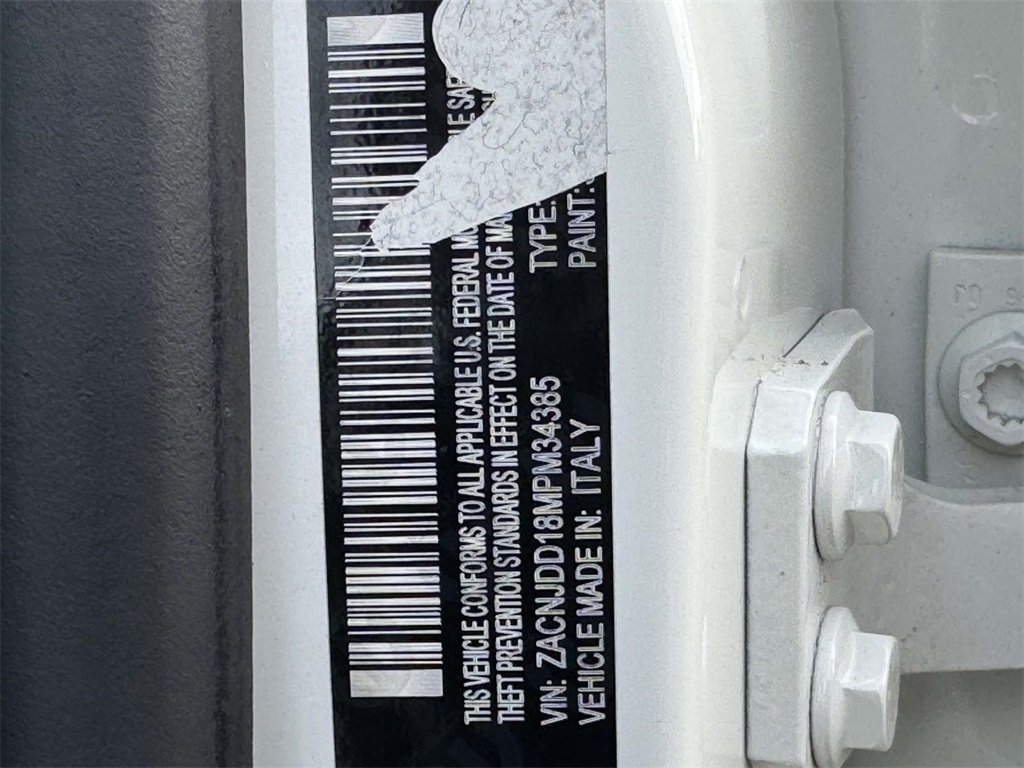 THIS VEHICLE CONFORMS TO ALL APPLICABLE U.S. FEDERAL
THEFT PREVENTION STANDARDS IN EFFECT ON THE DATE OF
VIN: ZACNJDD18MPM34385 TYPE:
VEHICLE MADE IN: ITALY PAINT: